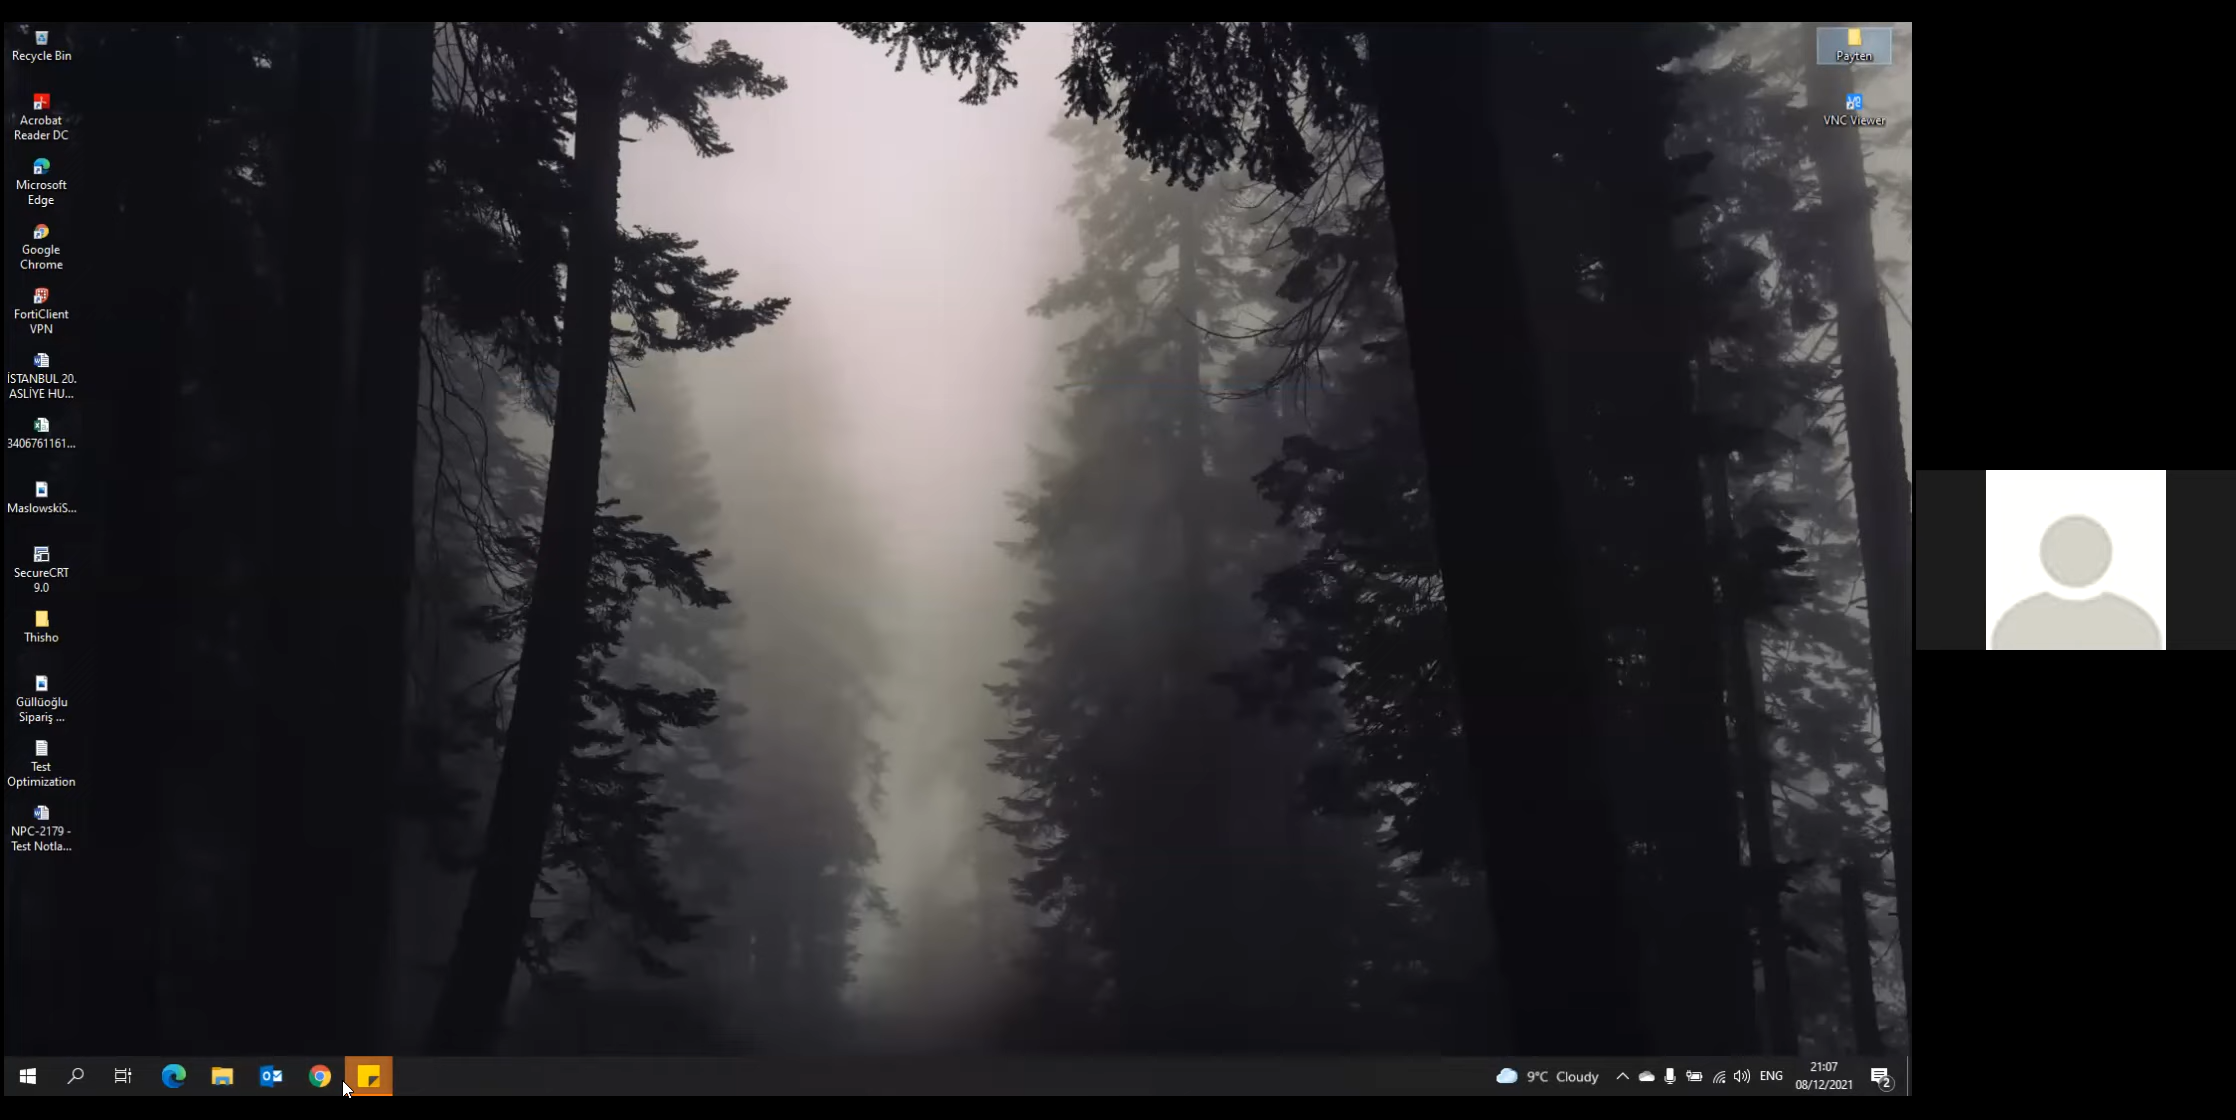 Recycle Bin
Acrobat
Reader DC
Microsoft
Edge
Google
Chrome
FortiClient
VPN
İSTANBUL 20.
ASLİYE HU...
3406761161...
MaslowskiS...
SecureCRT
9.0
Thisho
Güllüoğlu
Sipariş ...
Test
Optimization
NPC-2179 -
Test Notla...
Payten
VNC Viewer
9°C Cloudy
ENG
21:07
08/12/2021
2